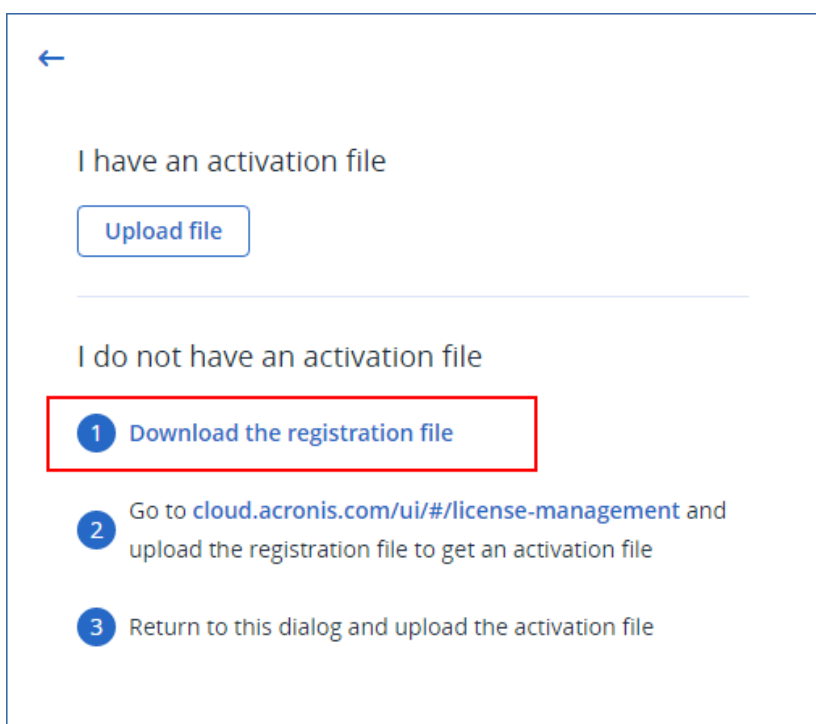 I have an activation file
Upload file
I do not have an activation file
1 Download the registration file
2 Go to cloud.acronis.com/ui/#/license-management and
upload the registration file to get an activation file
3 Return to this dialog and upload the activation file